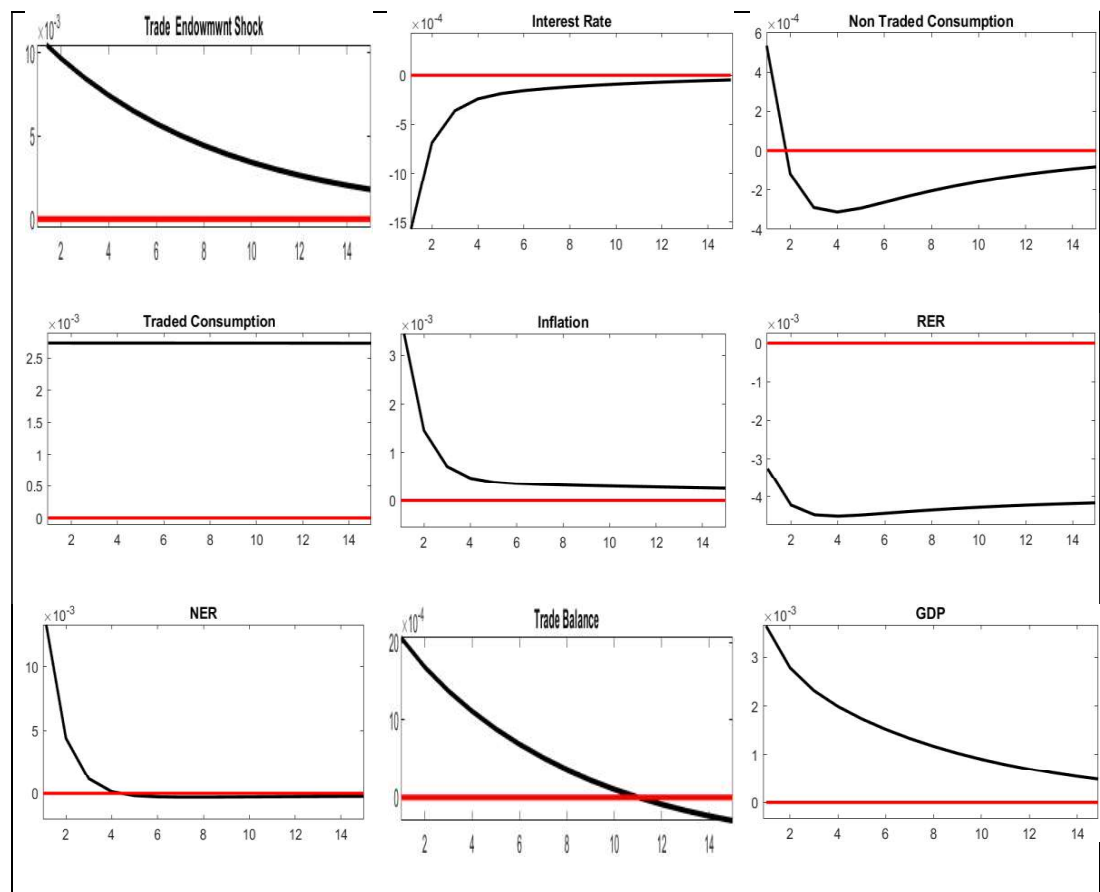 Trade Endowmwnt Shock
×10⁻³
10
5
0
2 4 6 8 10 12 14
Interest Rate
×10⁻⁴
0
-5
-10
-15
2 4 6 8 10 12 14
Non Traded Consumption
×10⁻⁴
6
4
2
0
-2
-4
2 4 6 8 10 12 14
Traded Consumption
×10⁻³
2.5
2
1.5
1
0.5
0
2 4 6 8 10 12 14
Inflation
×10⁻³
3
2
1
0
2 4 6 8 10 12 14
RER
×10⁻³
0
-1
-2
-3
-4
2 4 6 8 10 12 14
NER
×10⁻³
10
5
0
2 4 6 8 10 12 14
Trade Balance
×10⁻⁴
20
10
0
2 4 6 8 10 12 14
GDP
×10⁻³
3
2
1
0
2 4 6 8 10 12 14